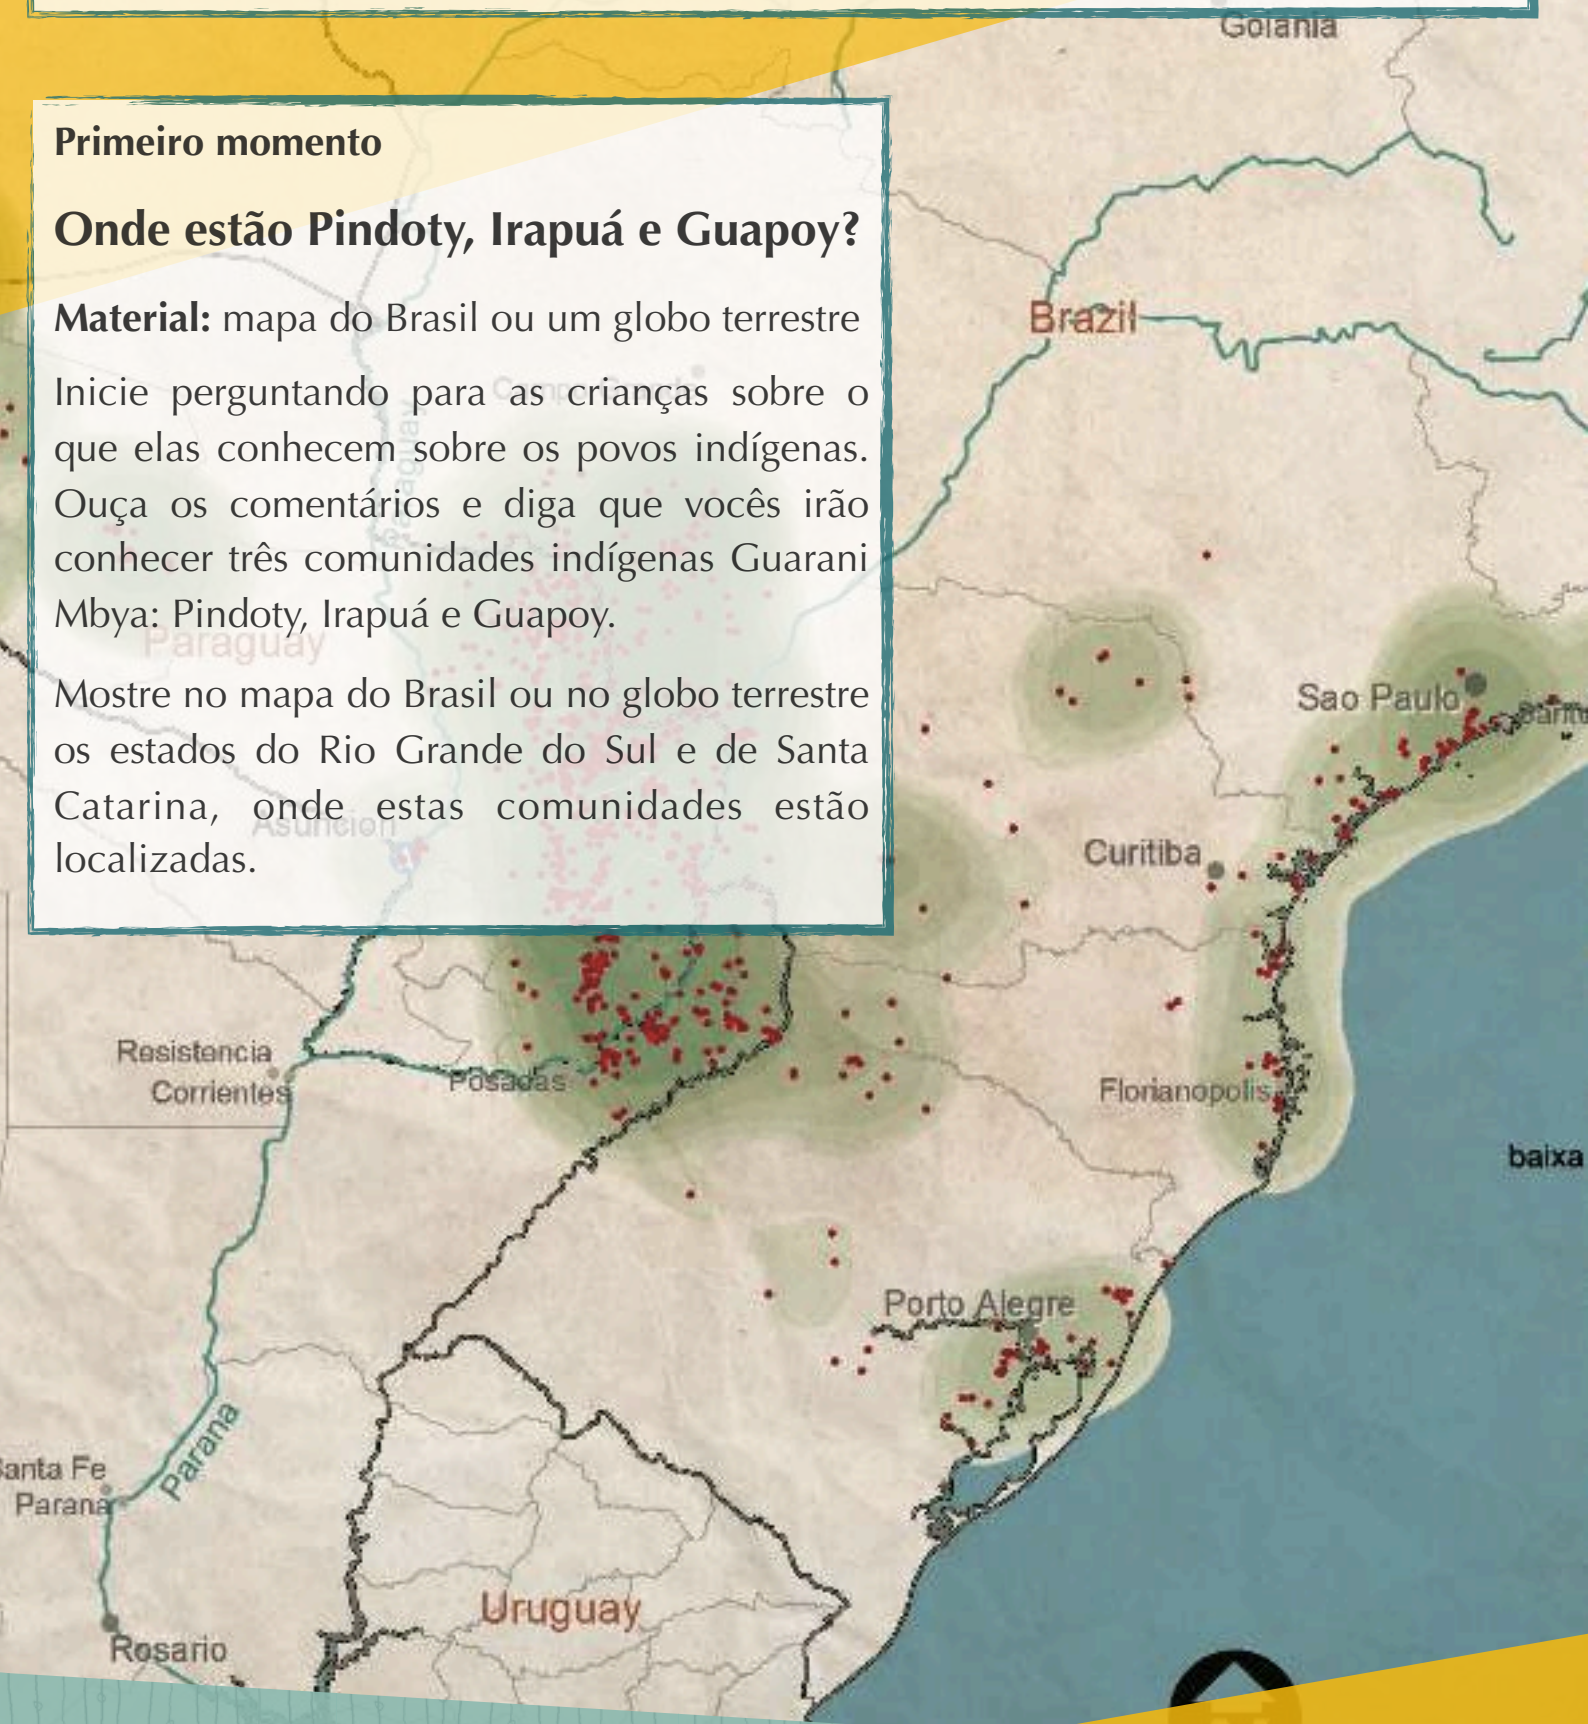 Goiania
Primeiro momento
Onde estão Pindoty, Irapuá e Guapoy?
Material: mapa do Brasil ou um globo terrestre
Inicie perguntando para as crianças sobre o
que elas conhecem sobre os povos indígenas.
Ouça os comentários e diga que vocês irão
conhecer três comunidades indígenas Guarani
Mbya: Pindoty, Irapuá e Guapoy.
Mostre no mapa do Brasil ou no globo terrestre
os estados do Rio Grande do Sul e de Santa
Catarina, onde estas comunidades estão
localizadas.
Brazil
Campo Grande
Paraguay
Paraguay
Asuncion
Sao Paulo
Curitiba
Resistencia
Corrientes
Posadas
Florianopolis
baixa
Porto Alegre
Parana
Santa Fe
Parana
Uruguay
Rosario